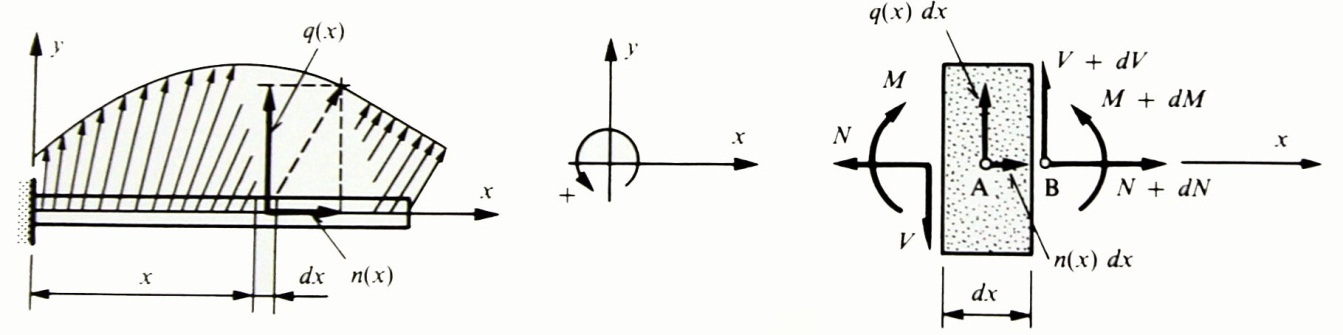 y
q(x)
x
x
dx
n(x)
y
x
+
q(x) dx
V + dV
M
M + dM
N
x
A
B
N + dN
V
n(x) dx
dx